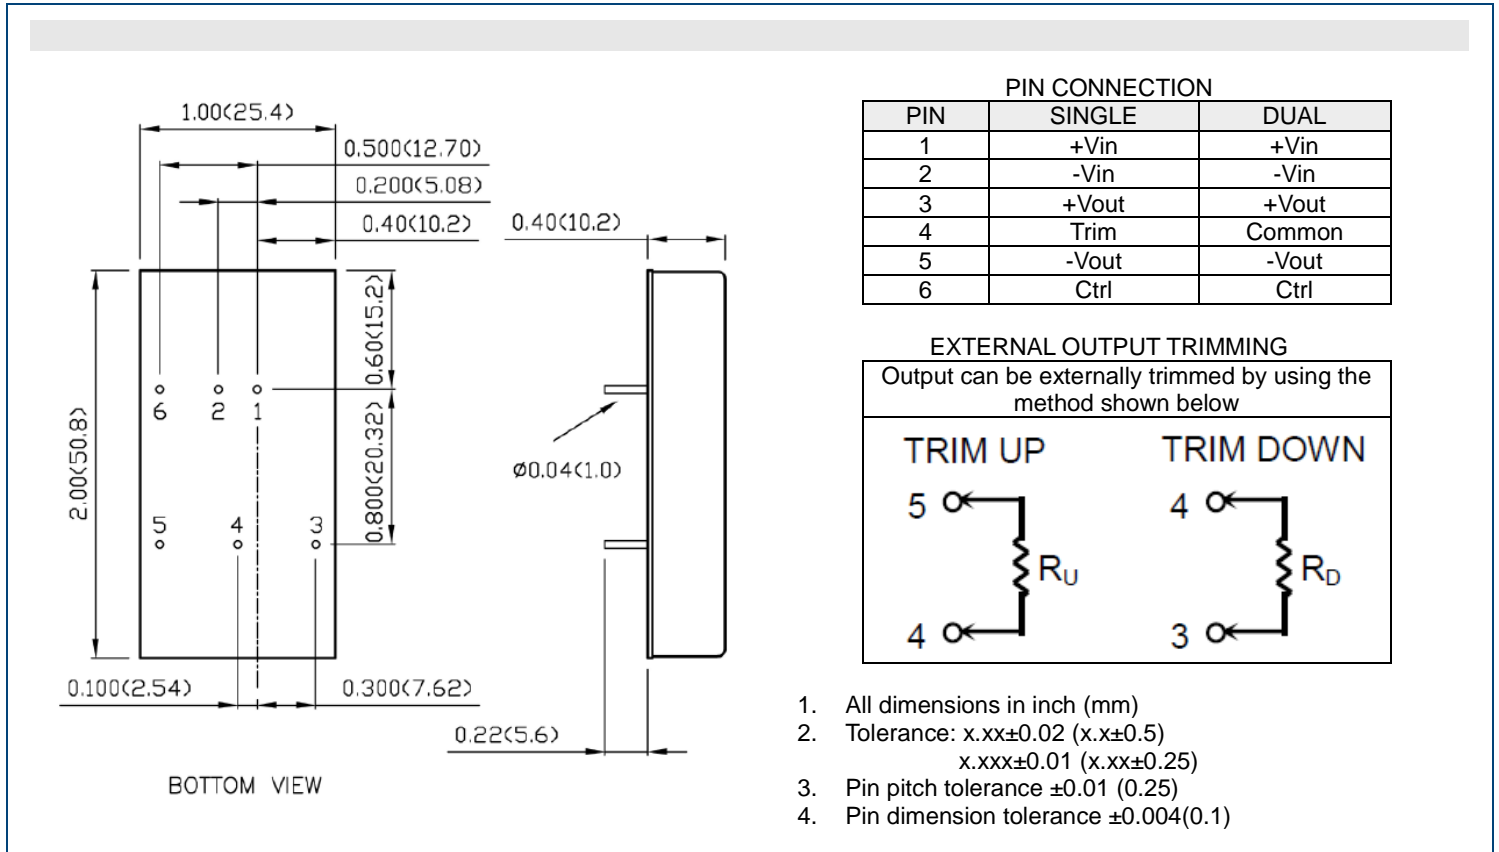 1.00(25.4)
0.500(12.70)
0.200(5.08)
0.40(10.2)
0.60(15.2)
0.800(20.32)
2.00(50.8)
6 2 1
5 4 3
0.100(2.54)
0.300(7.62)
BOTTOM VIEW
0.40(10.2)
Ø0.04(1.0)
0.22(5.6)
PIN CONNECTION
PIN SINGLE DUAL
1 +Vin +Vin
2 -Vin -Vin
3 +Vout +Vout
4 Trim Common
5 -Vout -Vout
6 Ctrl Ctrl
EXTERNAL OUTPUT TRIMMING
Output can be externally trimmed by using the
method shown below
TRIM UP TRIM DOWN
5 4
RU RD
4 3
1. All dimensions in inch (mm)
2. Tolerance: x.xx±0.02 (x.x±0.5)
x.xxx±0.01 (x.xx±0.25)
3. Pin pitch tolerance ±0.01 (0.25)
4. Pin dimension tolerance ±0.004(0.1)